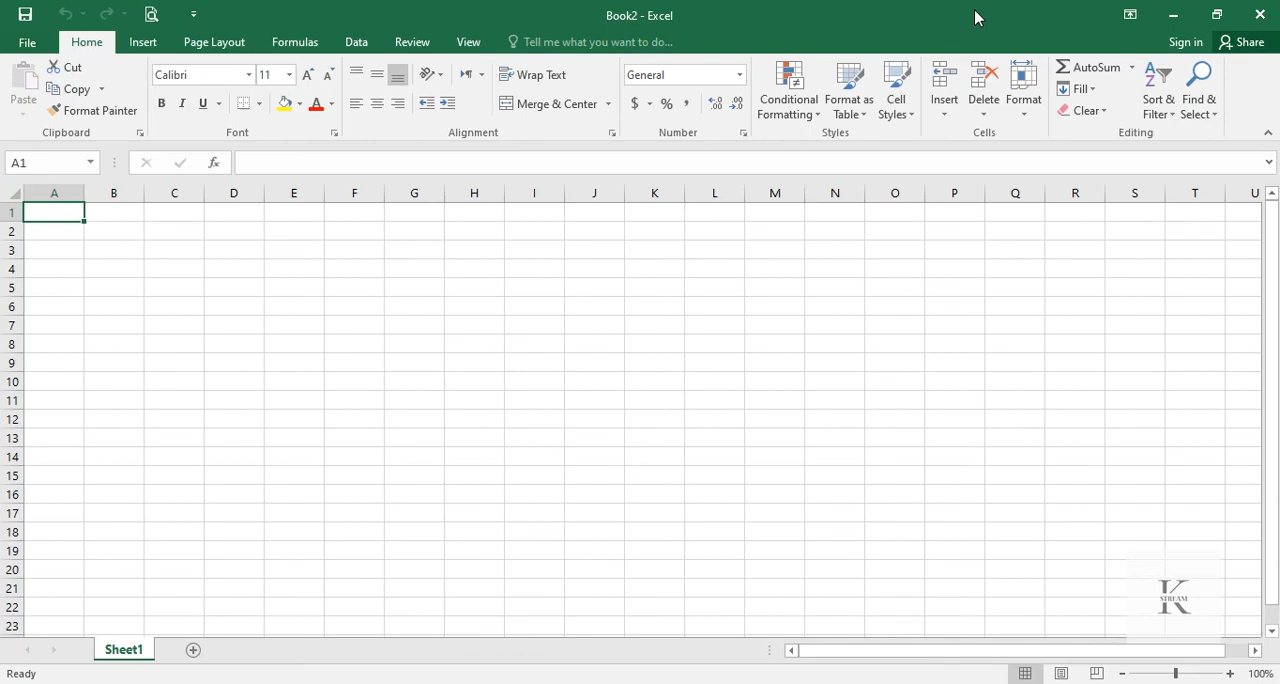 Book2 - Excel
File Home Insert Page Layout Formulas Data Review View Tell me what you want to do... Sign in Share
Paste Cut Copy Format Painter Clipboard
Calibri 11 B I U A Font
Wrap Text Merge & Center Alignment
General $ % , Number
Conditional Formatting Format as Table Cell Styles Styles
Insert Delete Format Cells
AutoSum Fill Clear Sort & Filter Find & Select Editing
A1 fx
A B C D E F G H I J K L M N O P Q R S T U
1
2
3
4
5
6
7
8
9
10
11
12
13
14
15
16
17
18
19
20
21
22
23
K STREAM
Sheet1
Ready 100%